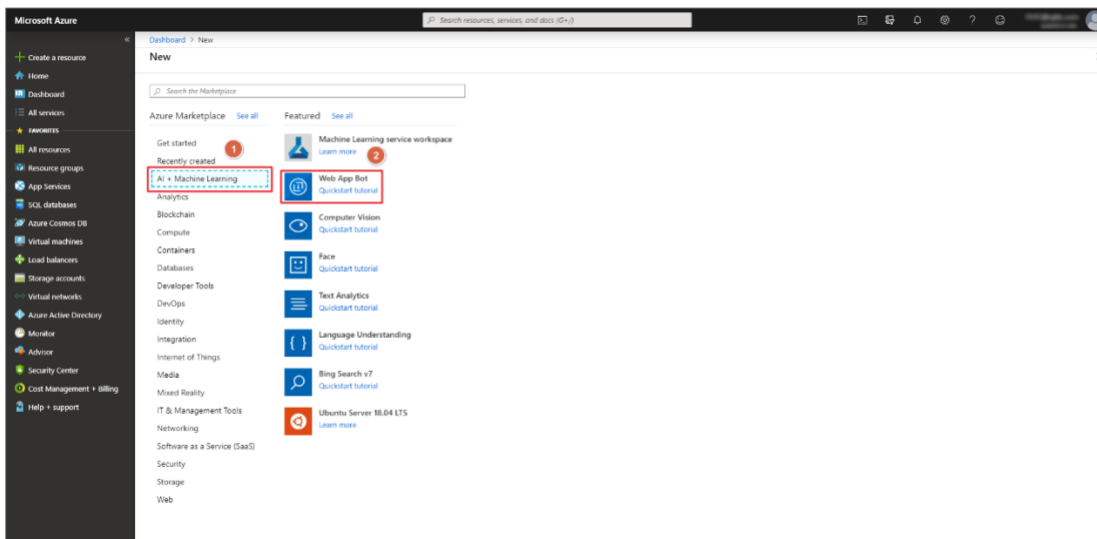 Microsoft Azure
Search resources, services, and docs (G+/)
«
Create a resource
Home
Dashboard
All services
FAVORITES
All resources
Resource groups
App Services
SQL databases
Azure Cosmos DB
Virtual machines
Load balancers
Storage accounts
Virtual networks
Azure Active Directory
Monitor
Advisor
Security Center
Cost Management + Billing
Help + support
Dashboard > New
New
Search the Marketplace
Azure Marketplace See all
Get started
1
Recently created
AI + Machine Learning
Analytics
Blockchain
Compute
Containers
Databases
Developer Tools
DevOps
Identity
Integration
Internet of Things
Media
Mixed Reality
IT & Management Tools
Networking
Software as a Service (SaaS)
Security
Storage
Web
Featured See all
Machine Learning service workspace
Learn more
2
Web App Bot
Quickstart tutorial
Computer Vision
Quickstart tutorial
Face
Quickstart tutorial
Text Analytics
Quickstart tutorial
Language Understanding
Quickstart tutorial
Bing Search v7
Quickstart tutorial
Ubuntu Server 18.04 LTS
Learn more